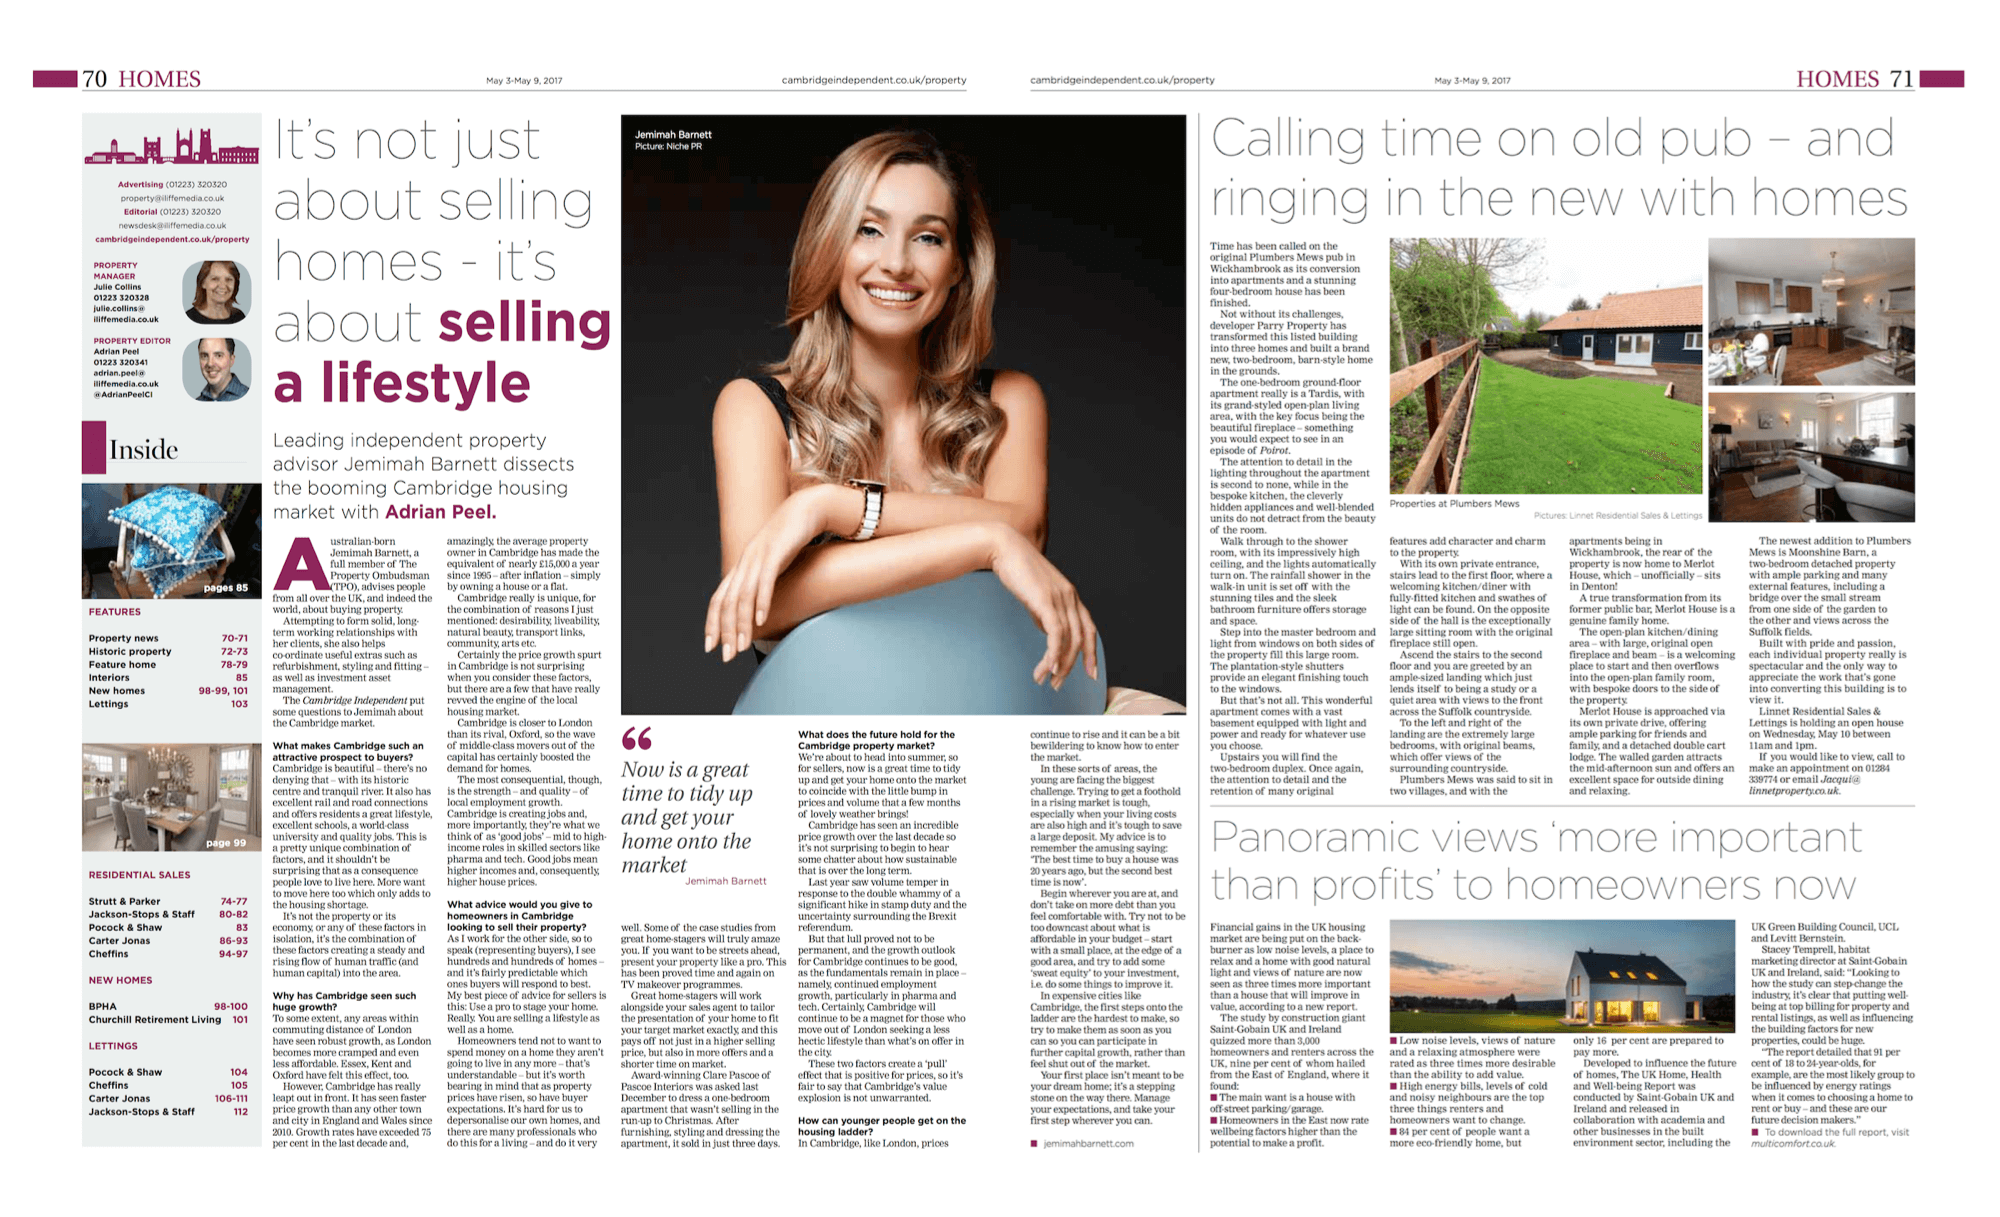 70 HOMES
May 3-May 9, 2017
cambridgeindependent.co.uk/property
Advertising (01223) 320320
property@iliffemedia.co.uk
Editorial (01223) 320320
newsdesk@iliffemedia.co.uk
cambridgeindependent.co.uk/property
PROPERTY
MANAGER
Julie Collins
01223 320328
julie.collins@
iliffemedia.co.uk
PROPERTY EDITOR
Adrian Peel
01223 320341
adrian.peel@
iliffemedia.co.uk
@AdrianPeelCI
Inside
pages 85
FEATURES
Property news 70-71
Historic property 72-73
Feature home 78-79
Interiors 85
New homes 98-99, 101
Lettings 103
page 99
RESIDENTIAL SALES
Strutt & Parker 74-77
Jackson-Stops & Staff 80-82
Pocock & Shaw 83
Carter Jonas 86-93
Cheffins 94-97
NEW HOMES
BPHA 98-100
Churchill Retirement Living 101
LETTINGS
Pocock & Shaw 104
Cheffins 105
Carter Jonas 106-111
Jackson-Stops & Staff 112
It's not just
about selling
homes - it's
about selling
a lifestyle
Leading independent property
advisor Jemimah Barnett dissects
the booming Cambridge housing
market with Adrian Peel.
Australian-born
Jemimah Barnett, a
full member of The
Property Ombudsman
(TPO), advises people
from all over the UK, and indeed the
world, about buying property.
Attempting to form solid, long-
term working relationships with
her clients, she also helps
co-ordinate useful extras such as
refurbishment, styling and fitting –
as well as investment asset
management.
The Cambridge Independent put
some questions to Jemimah about
the Cambridge market.
What makes Cambridge such an
attractive prospect to buyers?
Cambridge is beautiful – there's no
denying that – with its historic
centre and tranquil river. It also has
excellent rail and road connections
and offers residents a great lifestyle,
excellent schools, a world-class
university and quality jobs. This is
a pretty unique combination of
factors, and it shouldn't be
surprising that as a consequence
people love to live here. More want
to move here too which only adds to
the housing shortage.
It's not the property or its
economy, or any of these factors in
isolation, it's the combination of
these factors creating a steady and
rising flow of human traffic (and
human capital) into the area.
Why has Cambridge seen such
huge growth?
To some extent, any areas within
commuting distance of London
have seen robust growth, as London
becomes more cramped and even
less affordable. Essex, Kent and
Oxford have felt this effect, too.
However, Cambridge has really
leapt out in front. It has seen faster
price growth than any other town
and city in England and Wales since
2010. Growth rates have exceeded 75
per cent in the last decade and,
amazingly, the average property
owner in Cambridge has made the
equivalent of nearly £15,000 a year
since 1995 – after inflation – simply
by owning a house or a flat.
Cambridge really is unique, for
the combination of reasons I just
mentioned: desirability, liveability,
natural beauty, transport links,
community, arts etc.
Certainly the price growth spurt
in Cambridge is not surprising
when you consider these factors,
but there are a few that have really
revved the engine of the local
housing market.
Cambridge is closer to London
than its rival, Oxford, so the wave
of middle-class movers out of the
capital has certainly boosted the
demand for homes.
The most consequential, though,
is the strength – and quality – of
local employment growth.
Cambridge is creating jobs and,
more importantly, they're what we
think of as 'good jobs' – mid to high-
income roles in skilled sectors like
pharma and tech. Good jobs mean
higher incomes and, consequently,
higher house prices.
What advice would you give to
homeowners in Cambridge
looking to sell their property?
As I work for the other side, so to
speak (representing buyers), I see
hundreds and hundreds of homes –
and it's fairly predictable which
ones buyers will respond to best.
My best piece of advice for sellers is
this: Use a pro to stage your home.
Really. You are selling a lifestyle as
well as a home.
Homeowners tend not to want to
spend money on a home they aren't
going to live in any more – that's
understandable – but it's worth
bearing in mind that as property
prices have risen, so have buyer
expectations. It's hard for us to
depersonalise our own homes, and
there are many professionals who
do this for a living – and do it very
Jemimah Barnett
Picture: Niche PR
“
Now is a great
time to tidy up
and get your
home onto the
market
Jemimah Barnett
well. Some of the case studies from
great home-stagers will truly amaze
you. If you want to be streets ahead,
present your property like a pro. This
has been proved time and again on
TV makeover programmes.
Great home-stagers will work
alongside your sales agent to tailor
the presentation of your home to fit
your target market exactly, and this
pays off not just in a higher selling
price, but also in more offers and a
shorter time on market.
Award-winning Clare Pascoe of
Pascoe Interiors was asked last
December to dress a one-bedroom
apartment that wasn't selling in the
run-up to Christmas. After
furnishing, styling and dressing the
apartment, it sold in just three days.
What does the future hold for the
Cambridge property market?
We're about to head into summer, so
for sellers, now is a great time to tidy
up and get your home onto the market
to coincide with the little bump in
prices and volume that a few months
of lovely weather brings!
Cambridge has seen an incredible
price growth over the last decade so
it's not surprising to begin to hear
some chatter about how sustainable
that is over the long term.
Last year saw volume temper in
response to the double whammy of a
significant hike in stamp duty and the
uncertainty surrounding the Brexit
referendum.
But that lull proved not to be
permanent, and the growth outlook
for Cambridge continues to be good,
as the fundamentals remain in place –
namely, continued employment
growth, particularly in pharma and
tech. Certainly, Cambridge will
continue to be a magnet for those who
move out of London seeking a less
hectic lifestyle than what's on offer in
the city.
These two factors create a 'pull'
effect that is positive for prices, so it's
fair to say that Cambridge's value
explosion is not unwarranted.
How can younger people get on the
housing ladder?
In Cambridge, like London, prices
cambridgeindependent.co.uk/property
May 3-May 9, 2017
HOMES 71
continue to rise and it can be a bit
bewildering to know how to enter
the market.
In these sorts of areas, the
young are facing the biggest
challenge. Trying to get a foothold
in a rising market is tough,
especially when your living costs
are also high and it's tough to save
a large deposit. My advice is to
remember the amusing saying:
'The best time to buy a house was
20 years ago, but the second best
time is now'.
Begin wherever you are at, and
don't take on more debt than you
feel comfortable with. Try not to be
too downcast about what is
affordable in your budget – start
with a small place, at the edge of a
good area, and try to add some
'sweat equity' to your investment,
i.e. do some things to improve it.
In expensive cities like
Cambridge, the first steps onto the
ladder are the hardest to make, so
try to make them as soon as you
can so you can participate in
further capital growth, rather than
feel shut out of the market.
Your first place isn't meant to be
your dream home; it's a stepping
stone on the way there. Manage
your expectations, and take your
first step wherever you can.
■ jemimahbarnett.com
Calling time on old pub – and
ringing in the new with homes
Time has been called on the
original Plumbers Mews pub in
Wickhambrook as its conversion
into apartments and a stunning
four-bedroom house has been
finished.
Not without its challenges,
developer Parry Property has
transformed this listed building
into three homes and built a brand
new, two-bedroom, barn-style home
in the grounds.
The one-bedroom ground-floor
apartment really is a Tardis, with
its grand-styled open-plan living
area, with the key focus being the
beautiful fireplace – something
you would expect to see in an
episode of Poirot.
The attention to detail in the
lighting throughout the apartment
is second to none, while in the
bespoke kitchen, the cleverly
hidden appliances and well-blended
units do not detract from the beauty
of the room.
Walk through to the shower
room, with its impressively high
ceiling, and the lights automatically
turn on. The rainfall shower in the
walk-in unit is set off with the
stunning tiles and the sleek
bathroom furniture offers storage
and space.
Step into the master bedroom and
light from windows on both sides of
the property fill this large room.
The plantation-style shutters
provide an elegant finishing touch
to the windows.
But that's not all. This wonderful
apartment comes with a vast
basement equipped with light and
power and ready for whatever use
you choose.
Upstairs you will find the
two-bedroom duplex. Once again,
the attention to detail and the
retention of many original
Properties at Plumbers Mews
Pictures: Linnet Residential Sales & Lettings
features add character and charm
to the property.
With its own private entrance,
stairs lead to the first floor, where a
welcoming kitchen/diner with
fully-fitted kitchen and swathes of
light can be found. On the opposite
side of the hall is the exceptionally
large sitting room with the original
fireplace still open.
Ascend the stairs to the second
floor and you are greeted by an
ample-sized landing which just
lends itself to being a study or a
quiet area with views to the front
across the Suffolk countryside.
To the left and right of the
landing are the extremely large
bedrooms, with original beams,
which offer views of the
surrounding countryside.
Plumbers Mews was said to sit in
two villages, and with the
apartments being in
Wickhambrook, the rear of the
property is now home to Merlot
House, which – unofficially – sits
in Denton!
A true transformation from its
former public bar, Merlot House is a
genuine family home.
The open-plan kitchen/dining
area – with large, original open
fireplace and beam – is a welcoming
place to start and then overflows
into the open-plan family room,
with bespoke doors to the side of
the property.
Merlot House is approached via
its own private drive, offering
ample parking for friends and
family, and a detached double cart
lodge. The walled garden attracts
the mid-afternoon sun and offers an
excellent space for outside dining
and relaxing.
The newest addition to Plumbers
Mews is Moonshine Barn, a
two-bedroom detached property
with ample parking and many
external features, including a
bridge over the small stream
from one side of the garden to
the other and views across the
Suffolk fields.
Built with pride and passion,
each individual property really is
spectacular and the only way to
appreciate the work that's gone
into converting this building is to
view it.
Linnet Residential Sales &
Lettings is holding an open house
on Wednesday, May 10 between
11am and 1pm.
If you would like to view, call to
make an appointment on 01284
339774 or email Jacqui@
linnetproperty.co.uk.
Panoramic views 'more important
than profits' to homeowners now
Financial gains in the UK housing
market are being put on the back-
burner as low noise levels, a place to
relax and a home with good natural
light and views of nature are now
seen as three times more important
than a house that will improve in
value, according to a new report.
The study by construction giant
Saint-Gobain UK and Ireland
quizzed more than 3,000
homeowners and renters across the
UK, nine per cent of whom hailed
from the East of England, where it
found:
■ The main want is a house with
off-street parking/garage.
■ Homeowners in the East now rate
wellbeing factors higher than the
potential to make a profit.
■ Low noise levels, views of nature
and a relaxing atmosphere were
rated as three times more desirable
than the ability to add value.
■ High energy bills, levels of cold
and noisy neighbours are the top
three things renters and
homeowners want to change.
■ 84 per cent of people want a
more eco-friendly home, but
only 16 per cent are prepared to
pay more.
Developed to influence the future
of homes, The UK Home, Health
and Well-being Report was
conducted by Saint-Gobain UK and
Ireland and released in
collaboration with academia and
other businesses in the built
environment sector, including the
UK Green Building Council, UCL
and Levitt Bernstein.
Stacey Temprell, habitat
marketing director at Saint-Gobain
UK and Ireland, said: "Looking to
how the study can step-change the
industry, it's clear that putting well-
being at top billing for property and
rental listings, as well as influencing
the building factors for new
properties, could be huge.
"The report detailed that 91 per
cent of 18 to 24-year-olds, for
example, are the most likely group to
be influenced by energy ratings
when it comes to choosing a home to
rent or buy – and these are our
future decision makers."
■ To download the full report, visit
multicomfort.co.uk.